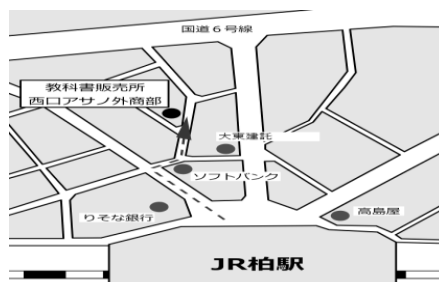 国道6号線
教科書販売所
西口アサノ外商部
大東建託
ソフトバンク
りそな銀行
高島屋
JR柏駅